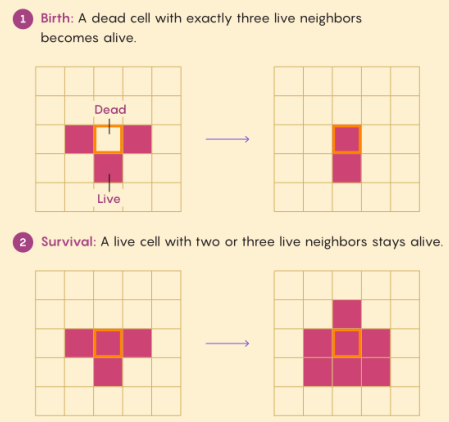 1 Birth: A dead cell with exactly three live neighbors
becomes alive.
Dead
Live
2 Survival: A live cell with two or three live neighbors stays alive.